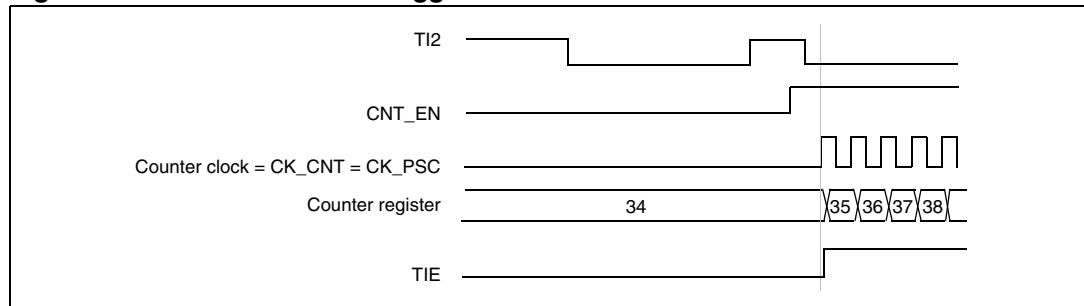 TI2
CNT_EN
Counter clock = CK_CNT = CK_PSC
Counter register 34 35 36 37 38
TIE